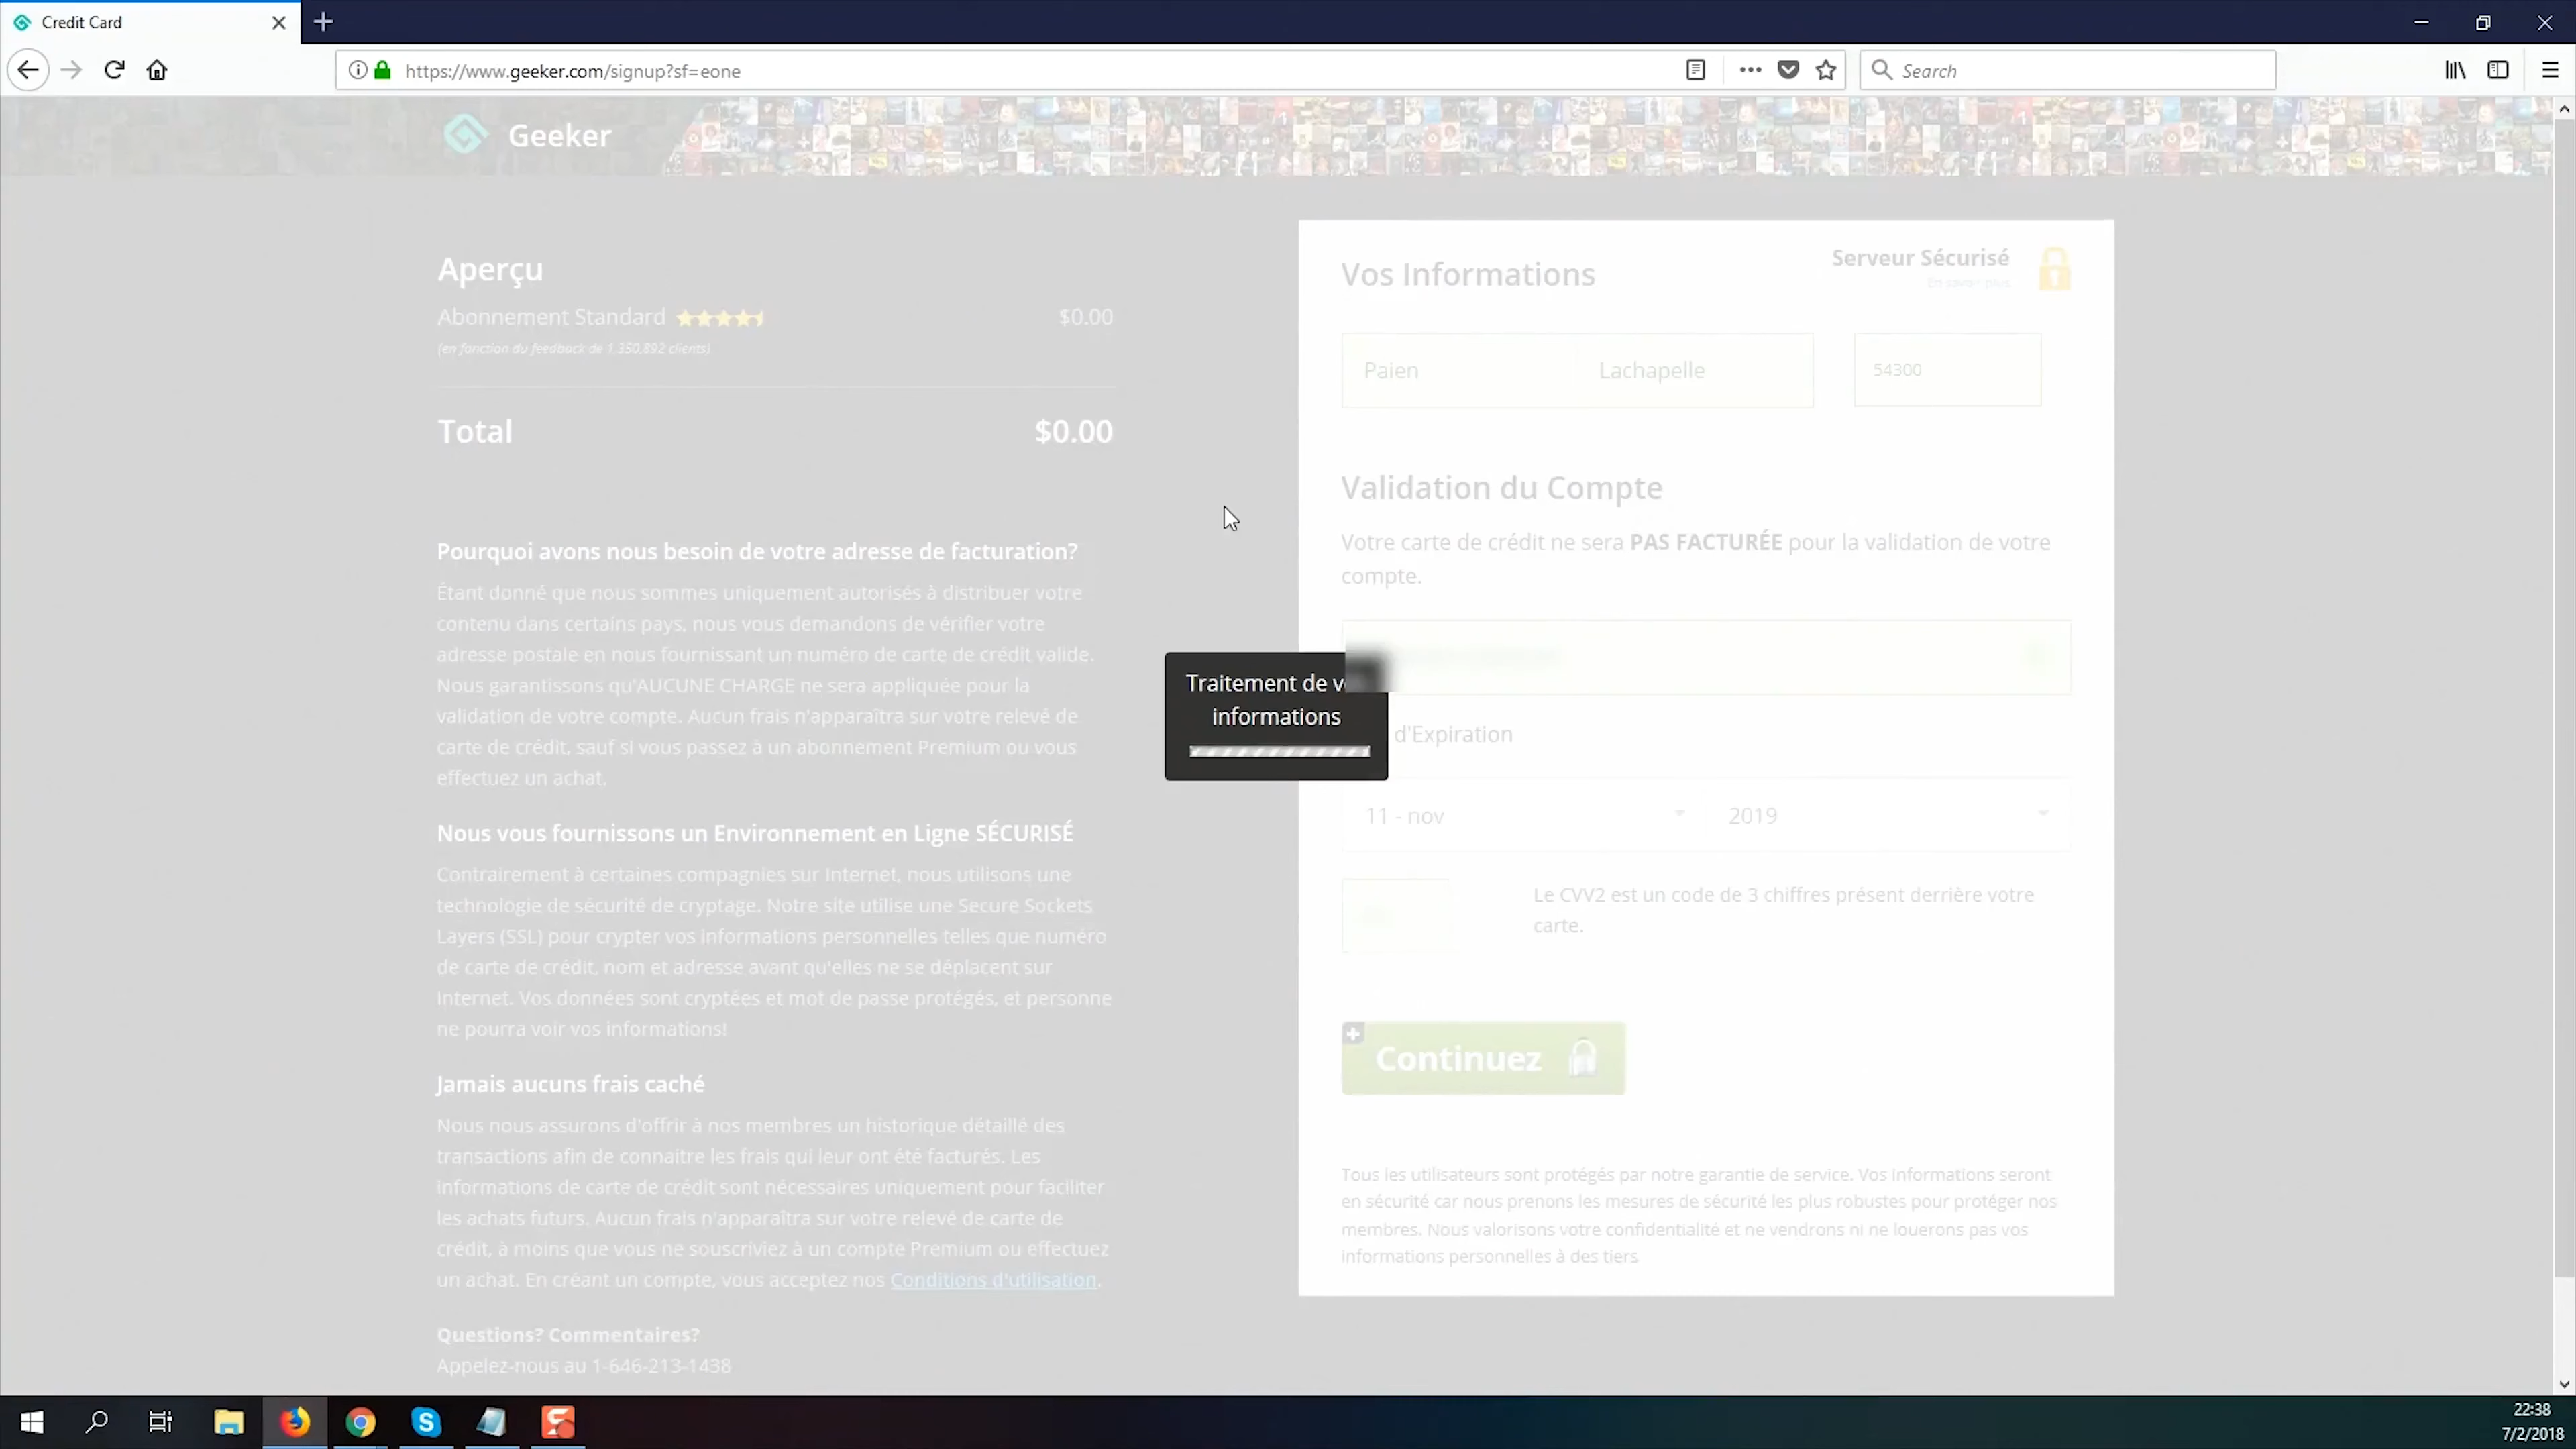 Credit Card
https://www.geeker.com/signup?sf=eone
Search
Geeker
Aperçu
Abonnement Standard $0.00
(en fonction du feedback de 1 350,892 clients)
Total $0.00
Pourquoi avons nous besoin de votre adresse de facturation?
Étant donné que nous sommes uniquement autorisés à distribuer votre
contenu dans certains pays, nous vous demandons de vérifier votre
adresse postale en nous fournissant un numéro de carte de crédit valide.
Nous garantissons qu'AUCUNE CHARGE ne sera appliquée pour la
validation de votre compte. Aucun frais n'apparaîtra sur votre relevé de
carte de crédit, sauf si vous passez à un abonnement Premium ou vous
effectuez un achat.
Nous vous fournissons un Environnement en Ligne SÉCURISÉ
Contrairement à certaines compagnies sur Internet, nous utilisons une
technologie de sécurité de cryptage. Notre site utilise une Secure Sockets
Layers (SSL) pour crypter vos informations personnelles telles que numéro
de carte de crédit, nom et adresse avant qu'elles ne se déplacent sur
Internet. Vos données sont cryptées et mot de passe protégés, et personne
ne pourra voir vos informations!
Jamais aucuns frais caché
Nous nous assurons d'offrir à nos membres un historique détaillé des
transactions afin de connaitre les frais qui leur ont été facturés. Les
informations de carte de crédit sont nécessaires uniquement pour faciliter
les achats futurs. Aucun frais n'apparaîtra sur votre relevé de carte de
crédit, à moins que vous ne souscriviez à un compte Premium ou effectuez
un achat. En créant un compte, vous acceptez nos Conditions d'utilisation.
Questions? Commentaires?
Appelez-nous au 1-646-213-1438
Vos Informations
Serveur Sécurisé
En savoir plus
Paien Lachapelle 54300
Validation du Compte
Votre carte de crédit ne sera PAS FACTURÉE pour la validation de votre
compte.
Traitement de
informations
d'Expiration
11 - nov 2019
Le CVV2 est un code de 3 chiffres présent derrière votre
carte.
Continuez
Tous les utilisateurs sont protégés par notre garantie de service. Vos informations seront
en sécurité car nous prenons les mesures de sécurité les plus robustes pour protéger nos
membres. Nous valorisons votre confidentialité et ne vendrons ni ne louerons pas vos
informations personnelles à des tiers
22:38
7/2/2018